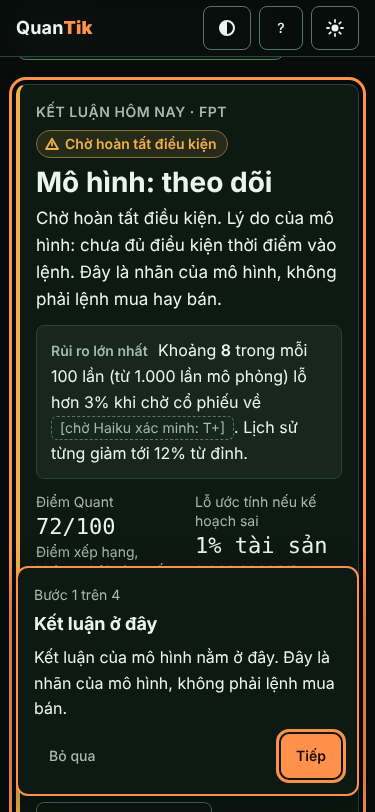 QuanTik
?
KẾT LUẬN HÔM NAY · FPT
Chờ hoàn tất điều kiện
Mô hình: theo dõi
Chờ hoàn tất điều kiện. Lý do của mô
hình: chưa đủ điều kiện thời điểm vào
lệnh. Đây là nhãn của mô hình, không
phải lệnh mua hay bán.
Rủi ro lớn nhất Khoảng 8 trong mỗi
100 lần (từ 1.000 lần mô phỏng) lỗ
hơn 3% khi chờ cổ phiếu về
[chờ Haiku xác minh: T+]. Lịch sử
từng giảm tới 12% từ đỉnh.
Điểm Quant
72/100
Điểm xếp hạng,
Lỗ ước tính nếu kế
hoạch sai
1% tài sản
Bước 1 trên 4
Kết luận ở đây
Kết luận của mô hình nằm ở đây. Đây là
nhãn của mô hình, không phải lệnh mua
bán.
Bỏ qua
Tiếp